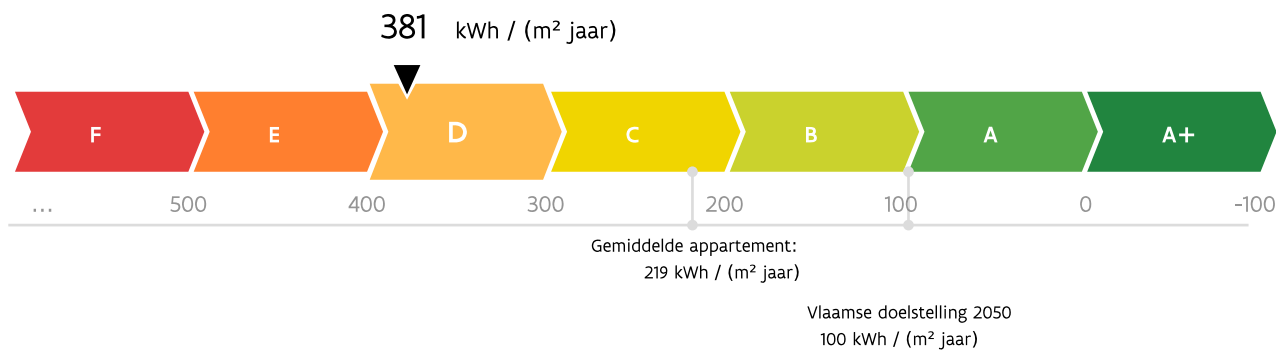 381 kWh / (m² jaar)
F E D C B A A+
... 500 400 300 200 100 0 -100
Gemiddelde appartement:
219 kWh / (m² jaar)
Vlaamse doelstelling 2050
100 kWh / (m² jaar)